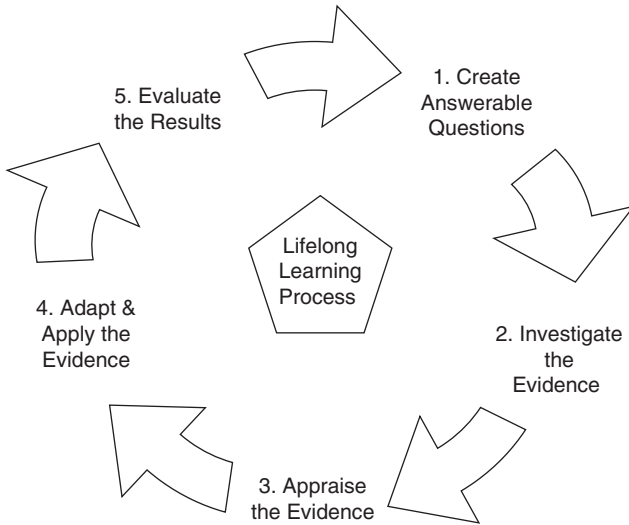 1. Create
Answerable
Questions
2. Investigate
the
Evidence
3. Appraise
the Evidence
4. Adapt &
Apply the
Evidence
5. Evaluate
the Results
Lifelong
Learning
Process